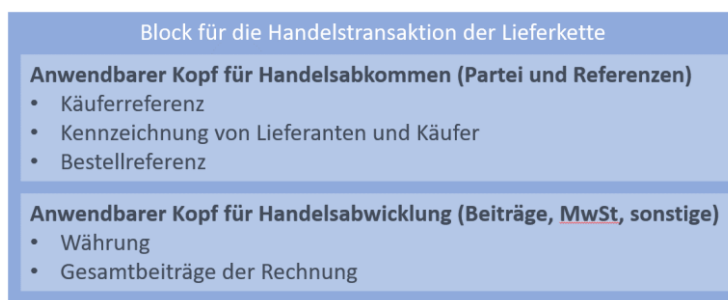 Block für die Handelstransaktion der Lieferkette
Anwendbarer Kopf für Handelsabkommen (Partei und Referenzen)
• Käuferreferenz
• Kennzeichnung von Lieferanten und Käufer
• Bestellreferenz
Anwendbarer Kopf für Handelsabwicklung (Beiträge, MwSt, sonstige)
• Währung
• Gesamtbeiträge der Rechnung